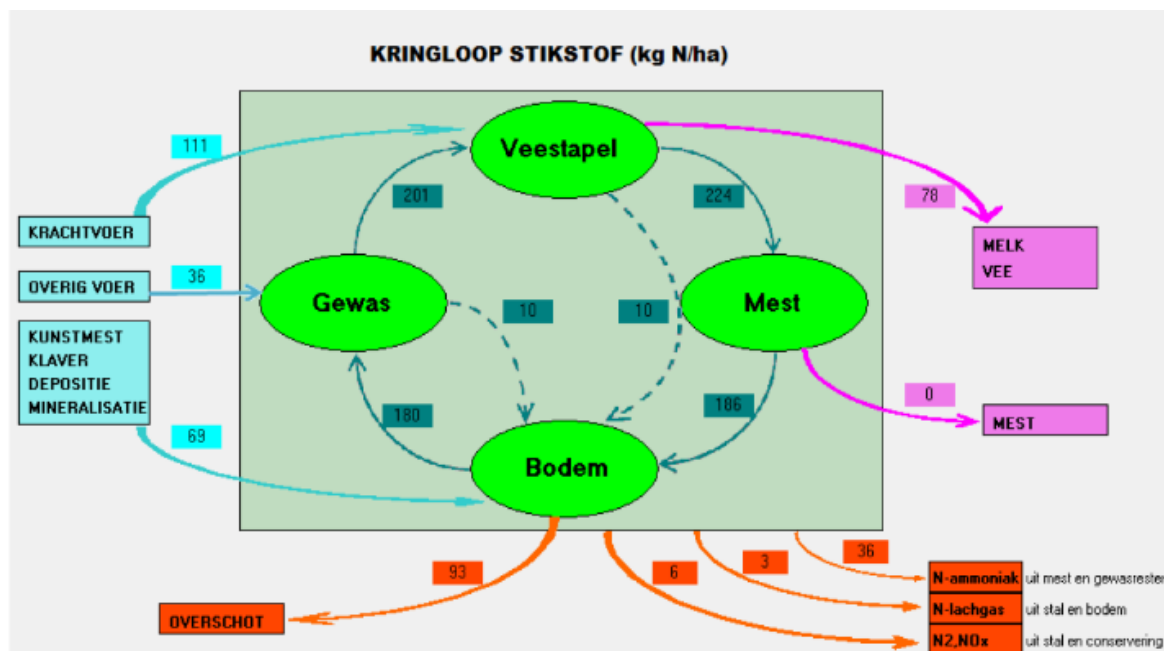 KRINGLOOP STIKSTOF (kg N/ha)
Veestapel
111
201
224
78
KRACHTVOER
MELK
VEE
OVERIG VOER
36
Gewas
10
10
Mest
KUNSTMEST
KLAVER
DEPOSITIE
MINERALISATIE
0
180
186
MEST
69
Bodem
93
6
3
36
N-ammoniak uit mest en gewasrester
N-lachgas uit stal en bodem
OVERSCHOT
N2,NOx uit stal en conservering